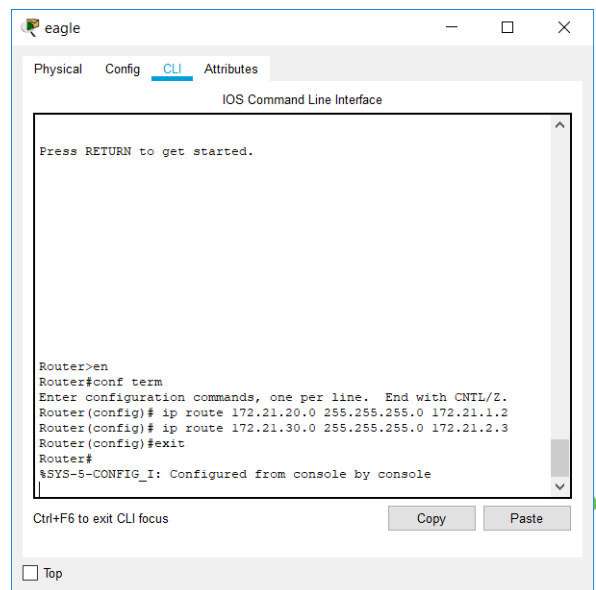 eagle
Physical Config CLI Attributes
IOS Command Line Interface
Press RETURN to get started.
Router>en
Router#conf term
Enter configuration commands, one per line.  End with CNTL/Z.
Router(config)# ip route 172.21.20.0 255.255.255.0 172.21.1.2
Router(config)# ip route 172.21.30.0 255.255.255.0 172.21.2.3
Router(config)#exit
Router#
%SYS-5-CONFIG_I: Configured from console by console
Ctrl+F6 to exit CLI focus
Copy Paste
Top